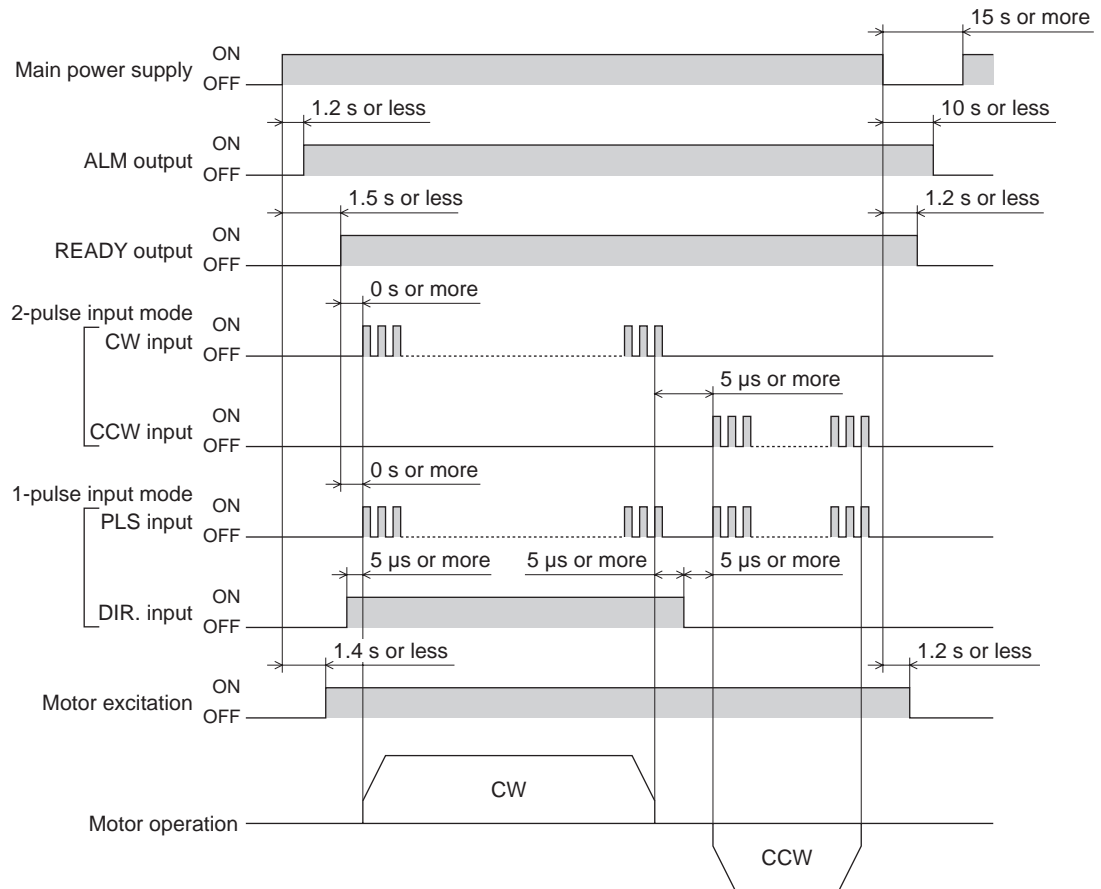 15 s or more
ON
Main power supply
OFF
1.2 s or less
10 s or less
ON
ALM output
OFF
1.5 s or less
1.2 s or less
ON
READY output
OFF
0 s or more
2-pulse input mode
ON
CW input
OFF
5 µs or more
ON
CCW input
OFF
0 s or more
1-pulse input mode
ON
PLS input
OFF
5 µs or more
5 µs or more
5 µs or more
ON
DIR. input
OFF
1.4 s or less
1.2 s or less
ON
Motor excitation
OFF
CW
Motor operation
CCW